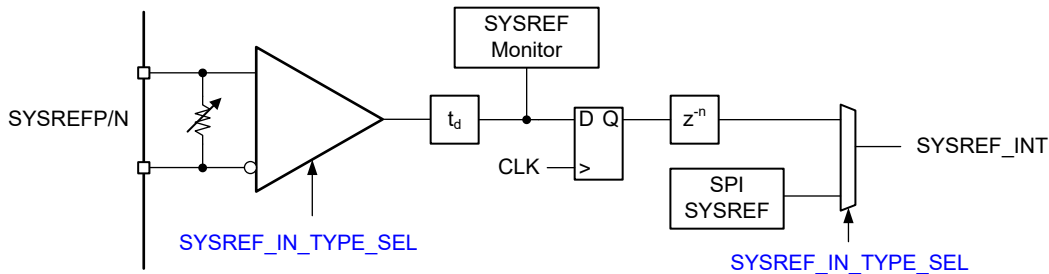 SYSREF
Monitor
SYSREFP/N
td
D Q
z-n
CLK
>
SYSREF_INT
SPI
SYSREF
SYSREF_IN_TYPE_SEL
SYSREF_IN_TYPE_SEL